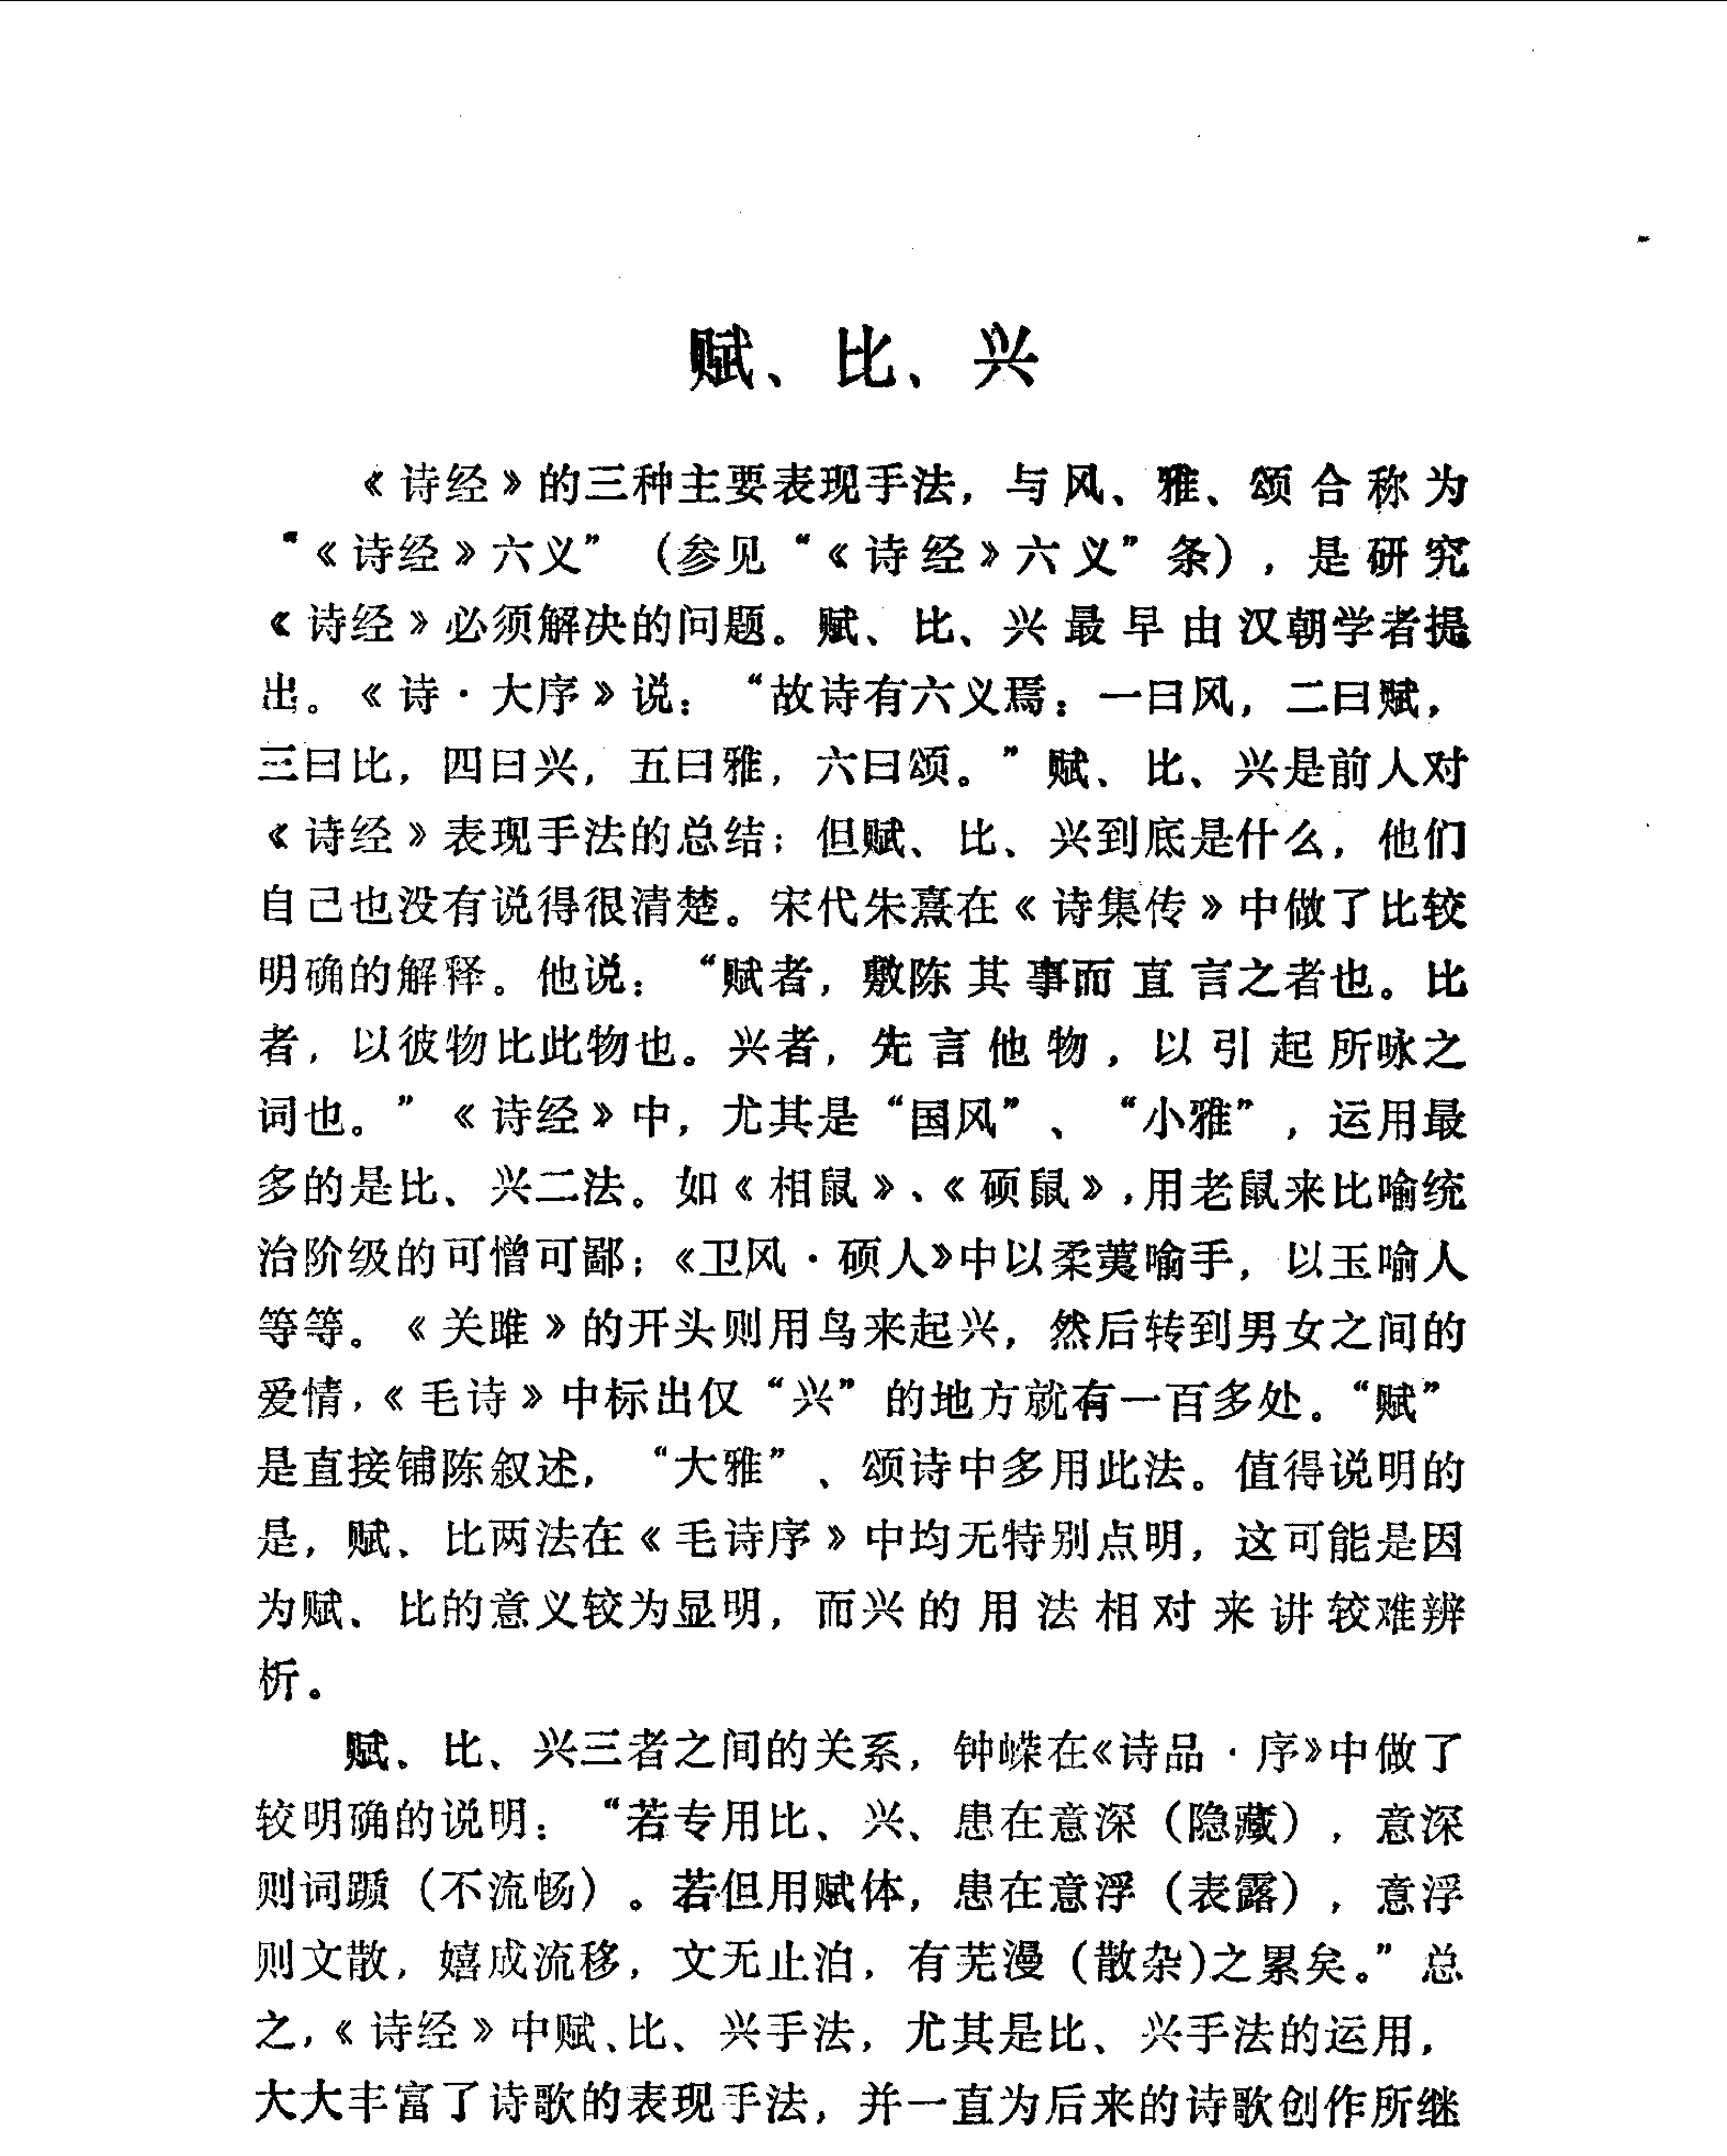 赋、比、兴
《诗经》的三种主要表现手法，与风、雅、颂合称为
“《诗经》六义”（参见“《诗经》六义”条），是研究
《诗经》必须解决的问题。赋、比、兴最早由汉朝学者提
出。《诗·大序》说：“故诗有六义焉：一曰风，二曰赋，
三曰比，四曰兴，五曰雅，六曰颂。”赋、比、兴是前人对
《诗经》表现手法的总结；但赋、比、兴到底是什么，他们
自己也没有说得很清楚。宋代朱熹在《诗集传》中做了比较
明确的解释。他说：“赋者，敷陈其事而直言之者也。比
者，以彼物比此物也。兴者，先言他物，以引起所咏之
词也。”《诗经》中，尤其是“国风”、“小雅”，运用最
多的是比、兴二法。如《相鼠》、《硕鼠》，用老鼠来比喻统
治阶级的可憎可鄙；《卫风·硕人》中以柔荑喻手，以玉喻人
等等。《关雎》的开头则用鸟来起兴，然后转到男女之间的
爱情，《毛诗》中标出仅“兴”的地方就有一百多处。“赋”
是直接铺陈叙述，“大雅”、颂诗中多用此法。值得说明的
是，赋、比两法在《毛诗序》中均无特别点明，这可能是因
为赋、比的意义较为显明，而兴的用法相对来讲较难辨
析。
赋、比、兴三者之间的关系，钟嵘在《诗品·序》中做了
较明确的说明：“若专用比、兴、患在意深（隐藏），意深
则词踬（不流畅）。若但用赋体，患在意浮（表露），意浮
则文散，嬉成流移，文无止泊，有芜漫（散杂）之累矣。”总
之，《诗经》中赋、比、兴手法，尤其是比、兴手法的运用，
大大丰富了诗歌的表现手法，并一直为后来的诗歌创作所继